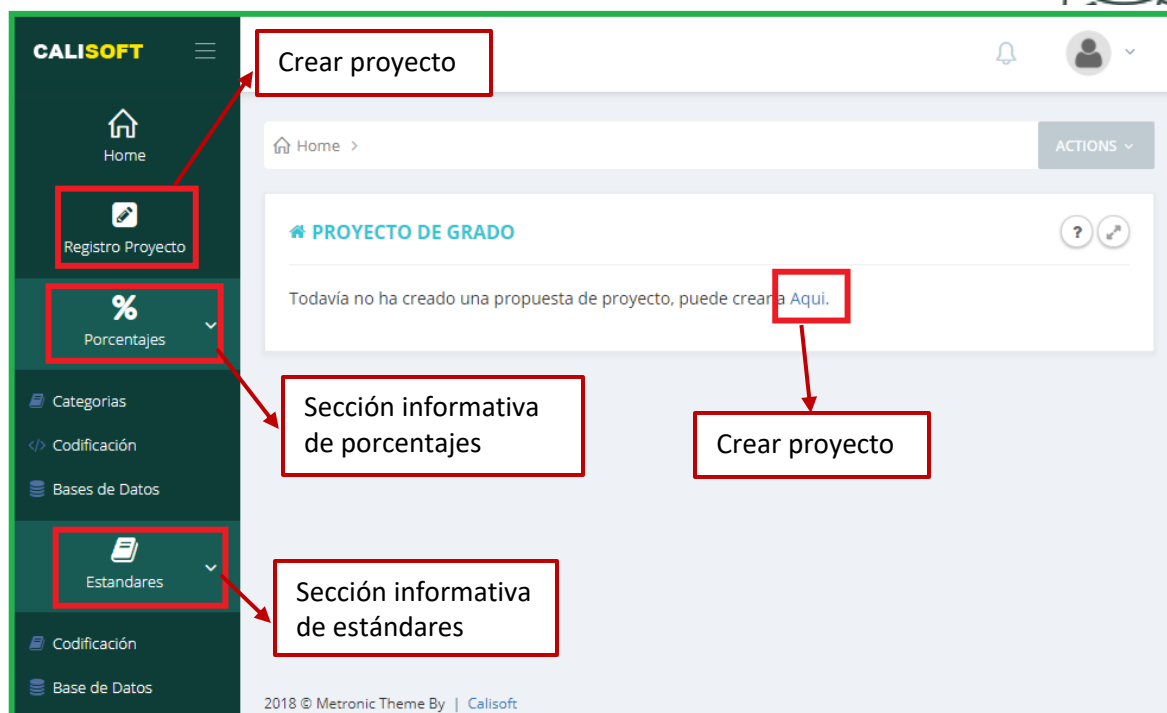 CALISOFT
Crear proyecto
Home
Home >
ACTIONS
Registro Proyecto
PROYECTO DE GRADO
?
Todavía no ha creado una propuesta de proyecto, puede crear a Aqui.
%
Porcentajes
Categorias
</> Codificación
Bases de Datos
Sección informativa
de porcentajes
Crear proyecto
Estandares
Sección informativa
de estándares
Codificación
Base de Datos
2018 © Metronic Theme By | Calisoft